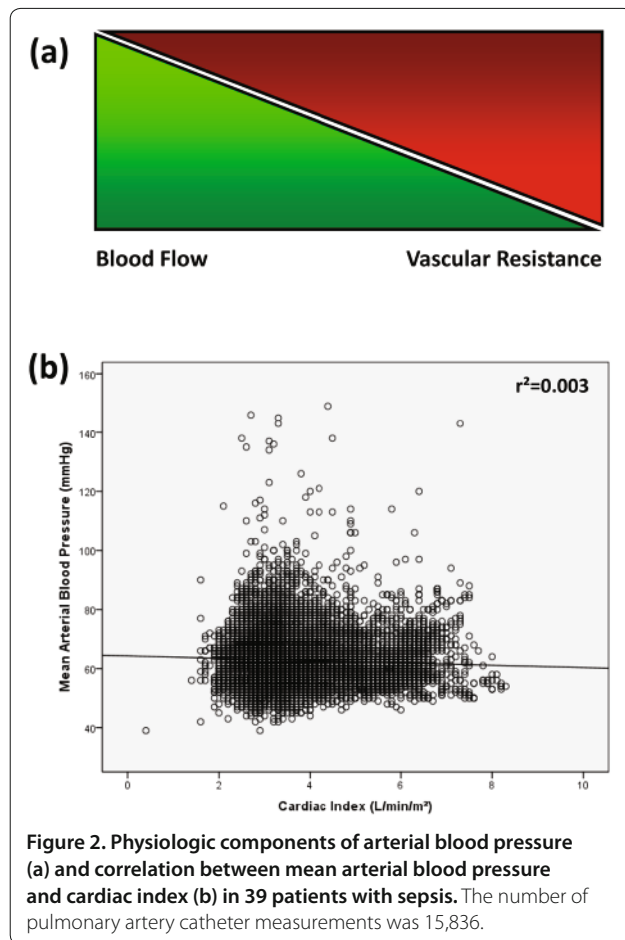 (a)
Blood Flow Vascular Resistance
(b)
r²=0.003
160
140
120
100
80
60
40
Mean Arterial Blood Pressure (mmHg)
0 2 4 6 8 10
Cardiac Index (L/min/m²)
Figure 2. Physiologic components of arterial blood pressure
(a) and correlation between mean arterial blood pressure
and cardiac index (b) in 39 patients with sepsis. The number of
pulmonary artery catheter measurements was 15,836.